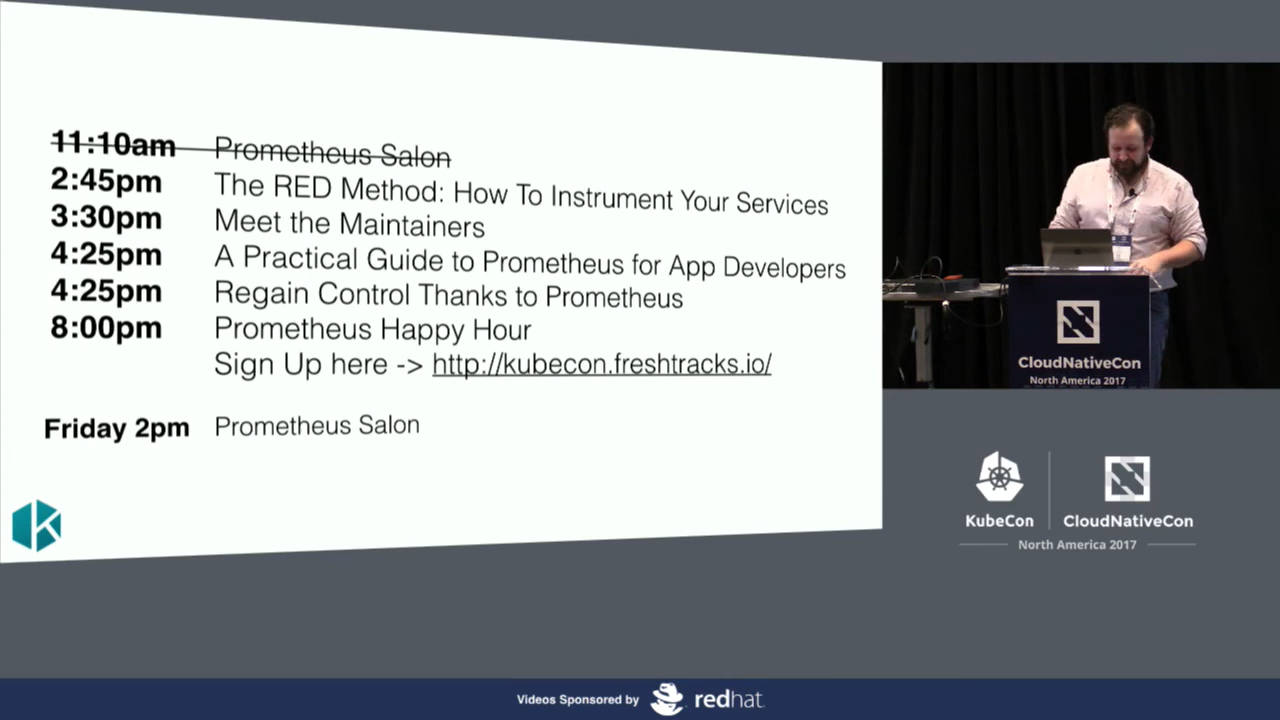 11:10am Prometheus Salon
2:45pm The RED Method: How To Instrument Your Services
3:30pm Meet the Maintainers
4:25pm A Practical Guide to Prometheus for App Developers
4:25pm Regain Control Thanks to Prometheus
8:00pm Prometheus Happy Hour
Sign Up here -> http://kubecon.freshtracks.io/
Friday 2pm Prometheus Salon
CloudNativeCon
North America 2017
KubeCon
CloudNativeCon
North America 2017
Videos Sponsored by redhat.